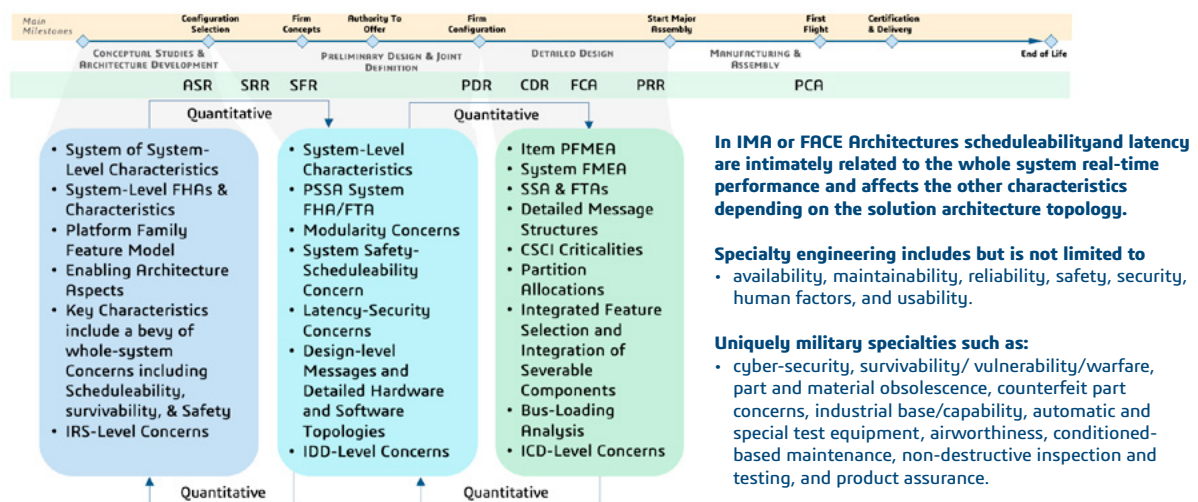 Main
Milestones
Configuration
Selection
Firm
Concepts
Authority To
Offer
Firm
Configuration
Start Major
Assembly
First
Flight
Certification
& Delivery
Conceptual Studies &
Architecture Development
Preliminary Design & Joint
Definition
Detailed Design
Manufacturing &
Assembly
End of Life
ASR SRR SFR PDR CDR FCA PRR PCA
Quantitative
Quantitative
• System of System-
Level Characteristics
• System-Level FHAs &
Characteristics
• Platform Family
Feature Model
• Enabling Architecture
Aspects
• Key Characteristics
include a bevy of
whole-system
Concerns including
Scheduleability,
survivability, & Safety
• IRS-Level Concerns
• System-Level
Characteristics
• PSSA System
FHA/FTA
• Modularity Concerns
• System Safety-
Scheduleability
Concern
• Latency-Security
Concerns
• Design-level
Messages and
Detailed Hardware
and Software
Topologies
• IDD-Level Concerns
• Item PFMEA
• System FMEA
• SSA & FTAs
• Detailed Message
Structures
• CSCI Criticalities
• Partition
Allocations
• Integrated Feature
Selection and
Integration of
Severable
Components
• Bus-Loading
Analysis
• ICD-Level Concerns
Quantitative
Quantitative
In IMA or FACE Architectures scheduleabilityand latency
are intimately related to the whole system real-time
performance and affects the other characteristics
depending on the solution architecture topology.
Specialty engineering includes but is not limited to
• availability, maintainability, reliability, safety, security,
human factors, and usability.
Uniquely military specialties such as:
• cyber-security, survivability/ vulnerability/warfare,
part and material obsolescence, counterfeit part
concerns, industrial base/capability, automatic and
special test equipment, airworthiness, conditioned-
based maintenance, non-destructive inspection and
testing, and product assurance.